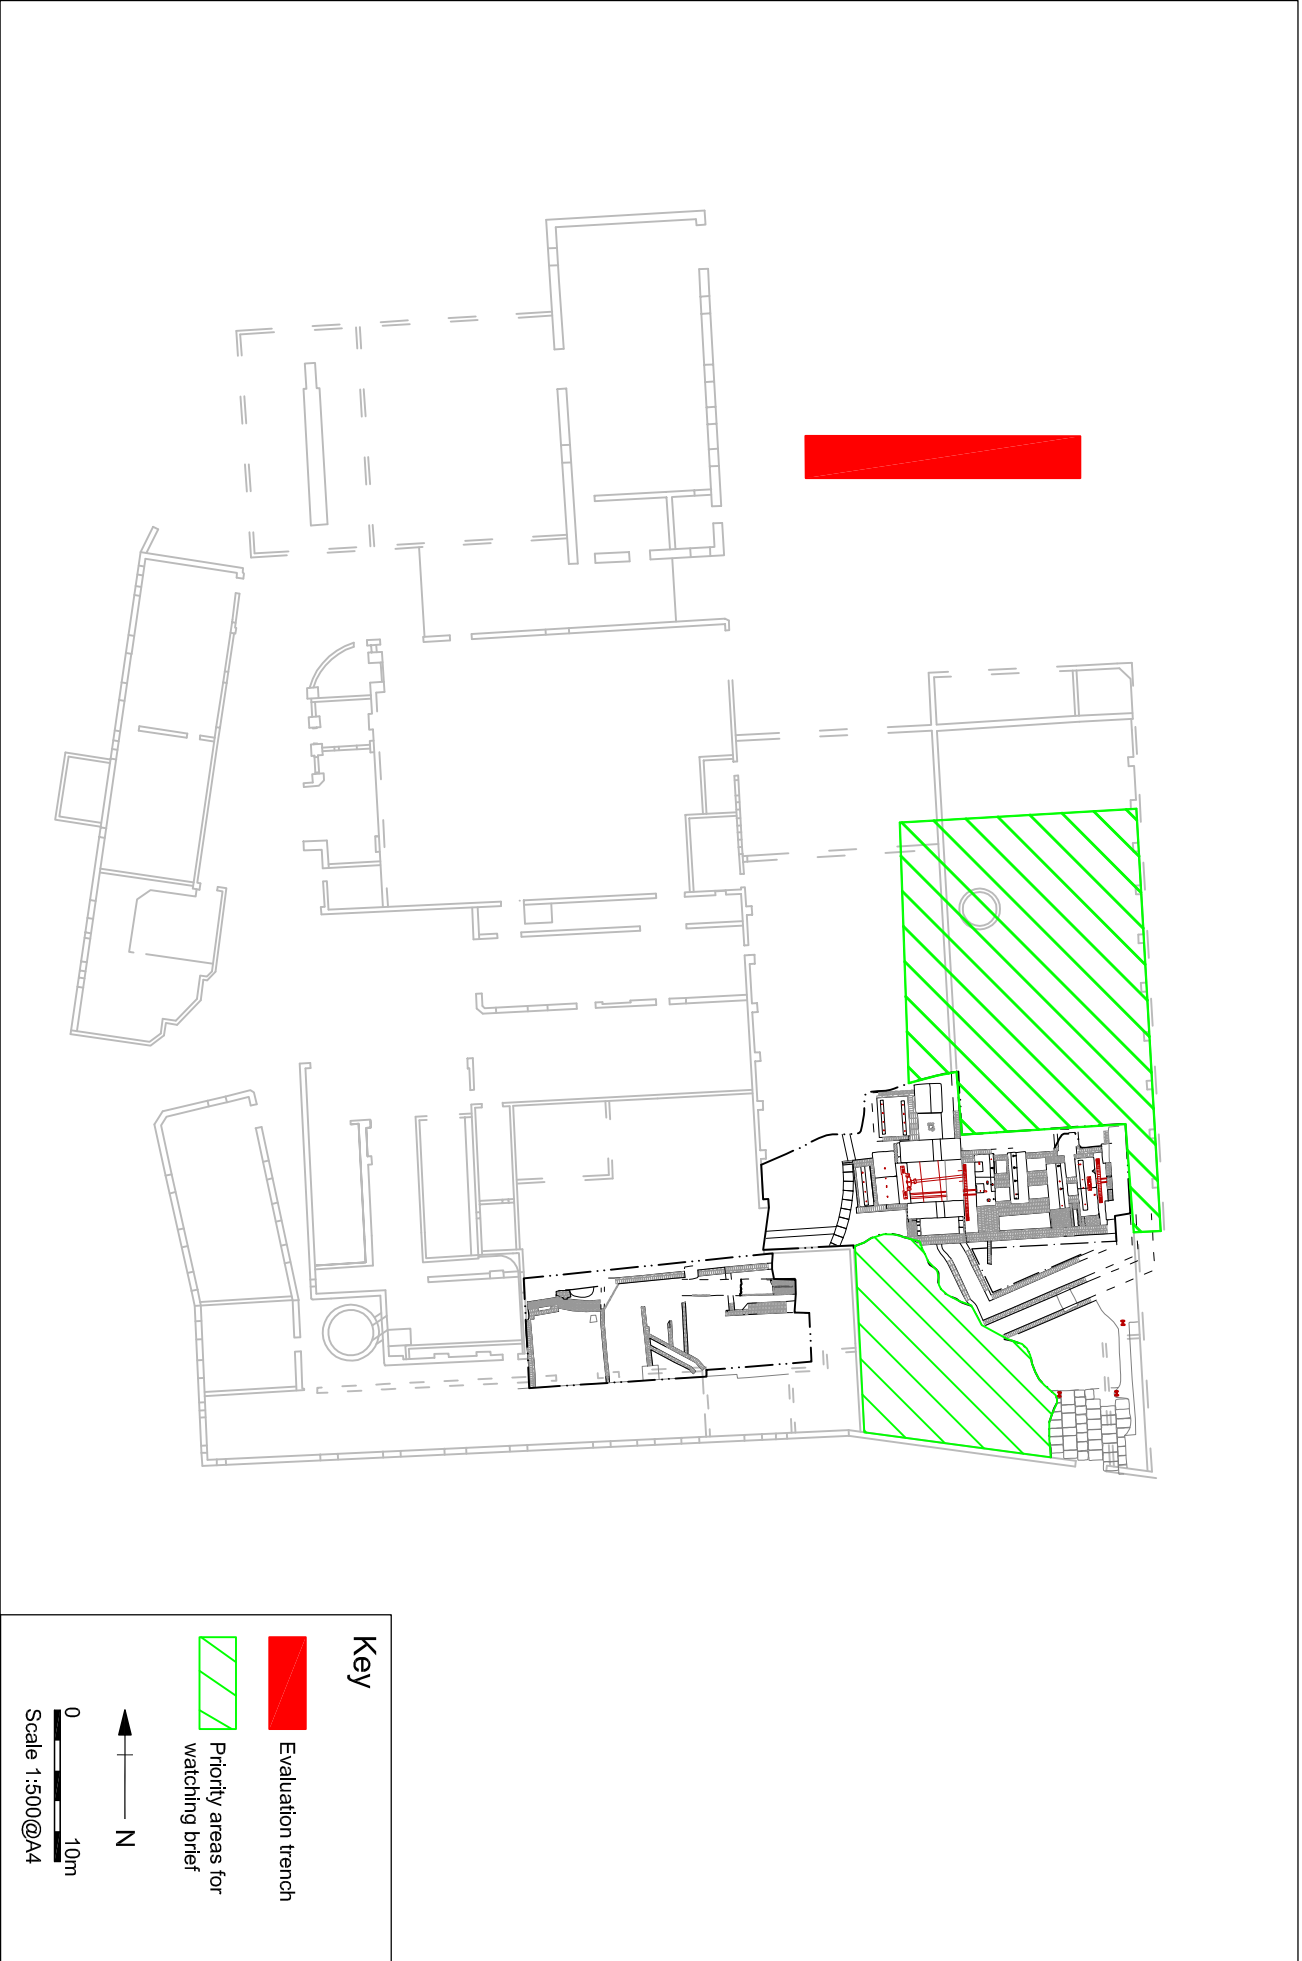 Key
Evaluation trench
Priority areas for
watching brief
N
0 10m
Scale 1:500@A4